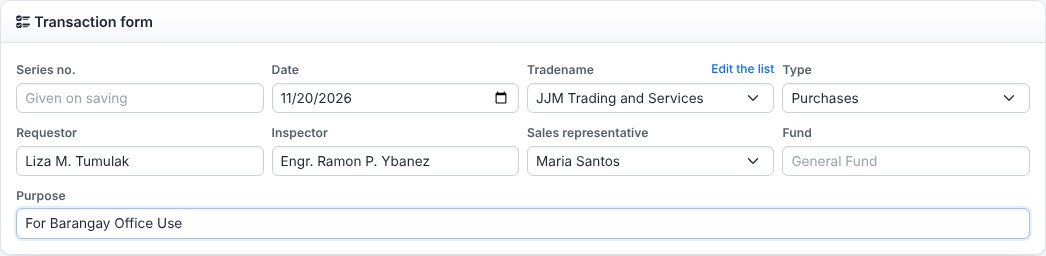 Transaction form
Series no.
Given on saving
Date
11/20/2026
Tradename
Edit the list
JJM Trading and Services
Type
Purchases
Requestor
Liza M. Tumulak
Inspector
Engr. Ramon P. Ybanez
Sales representative
Maria Santos
Fund
General Fund
Purpose
For Barangay Office Use